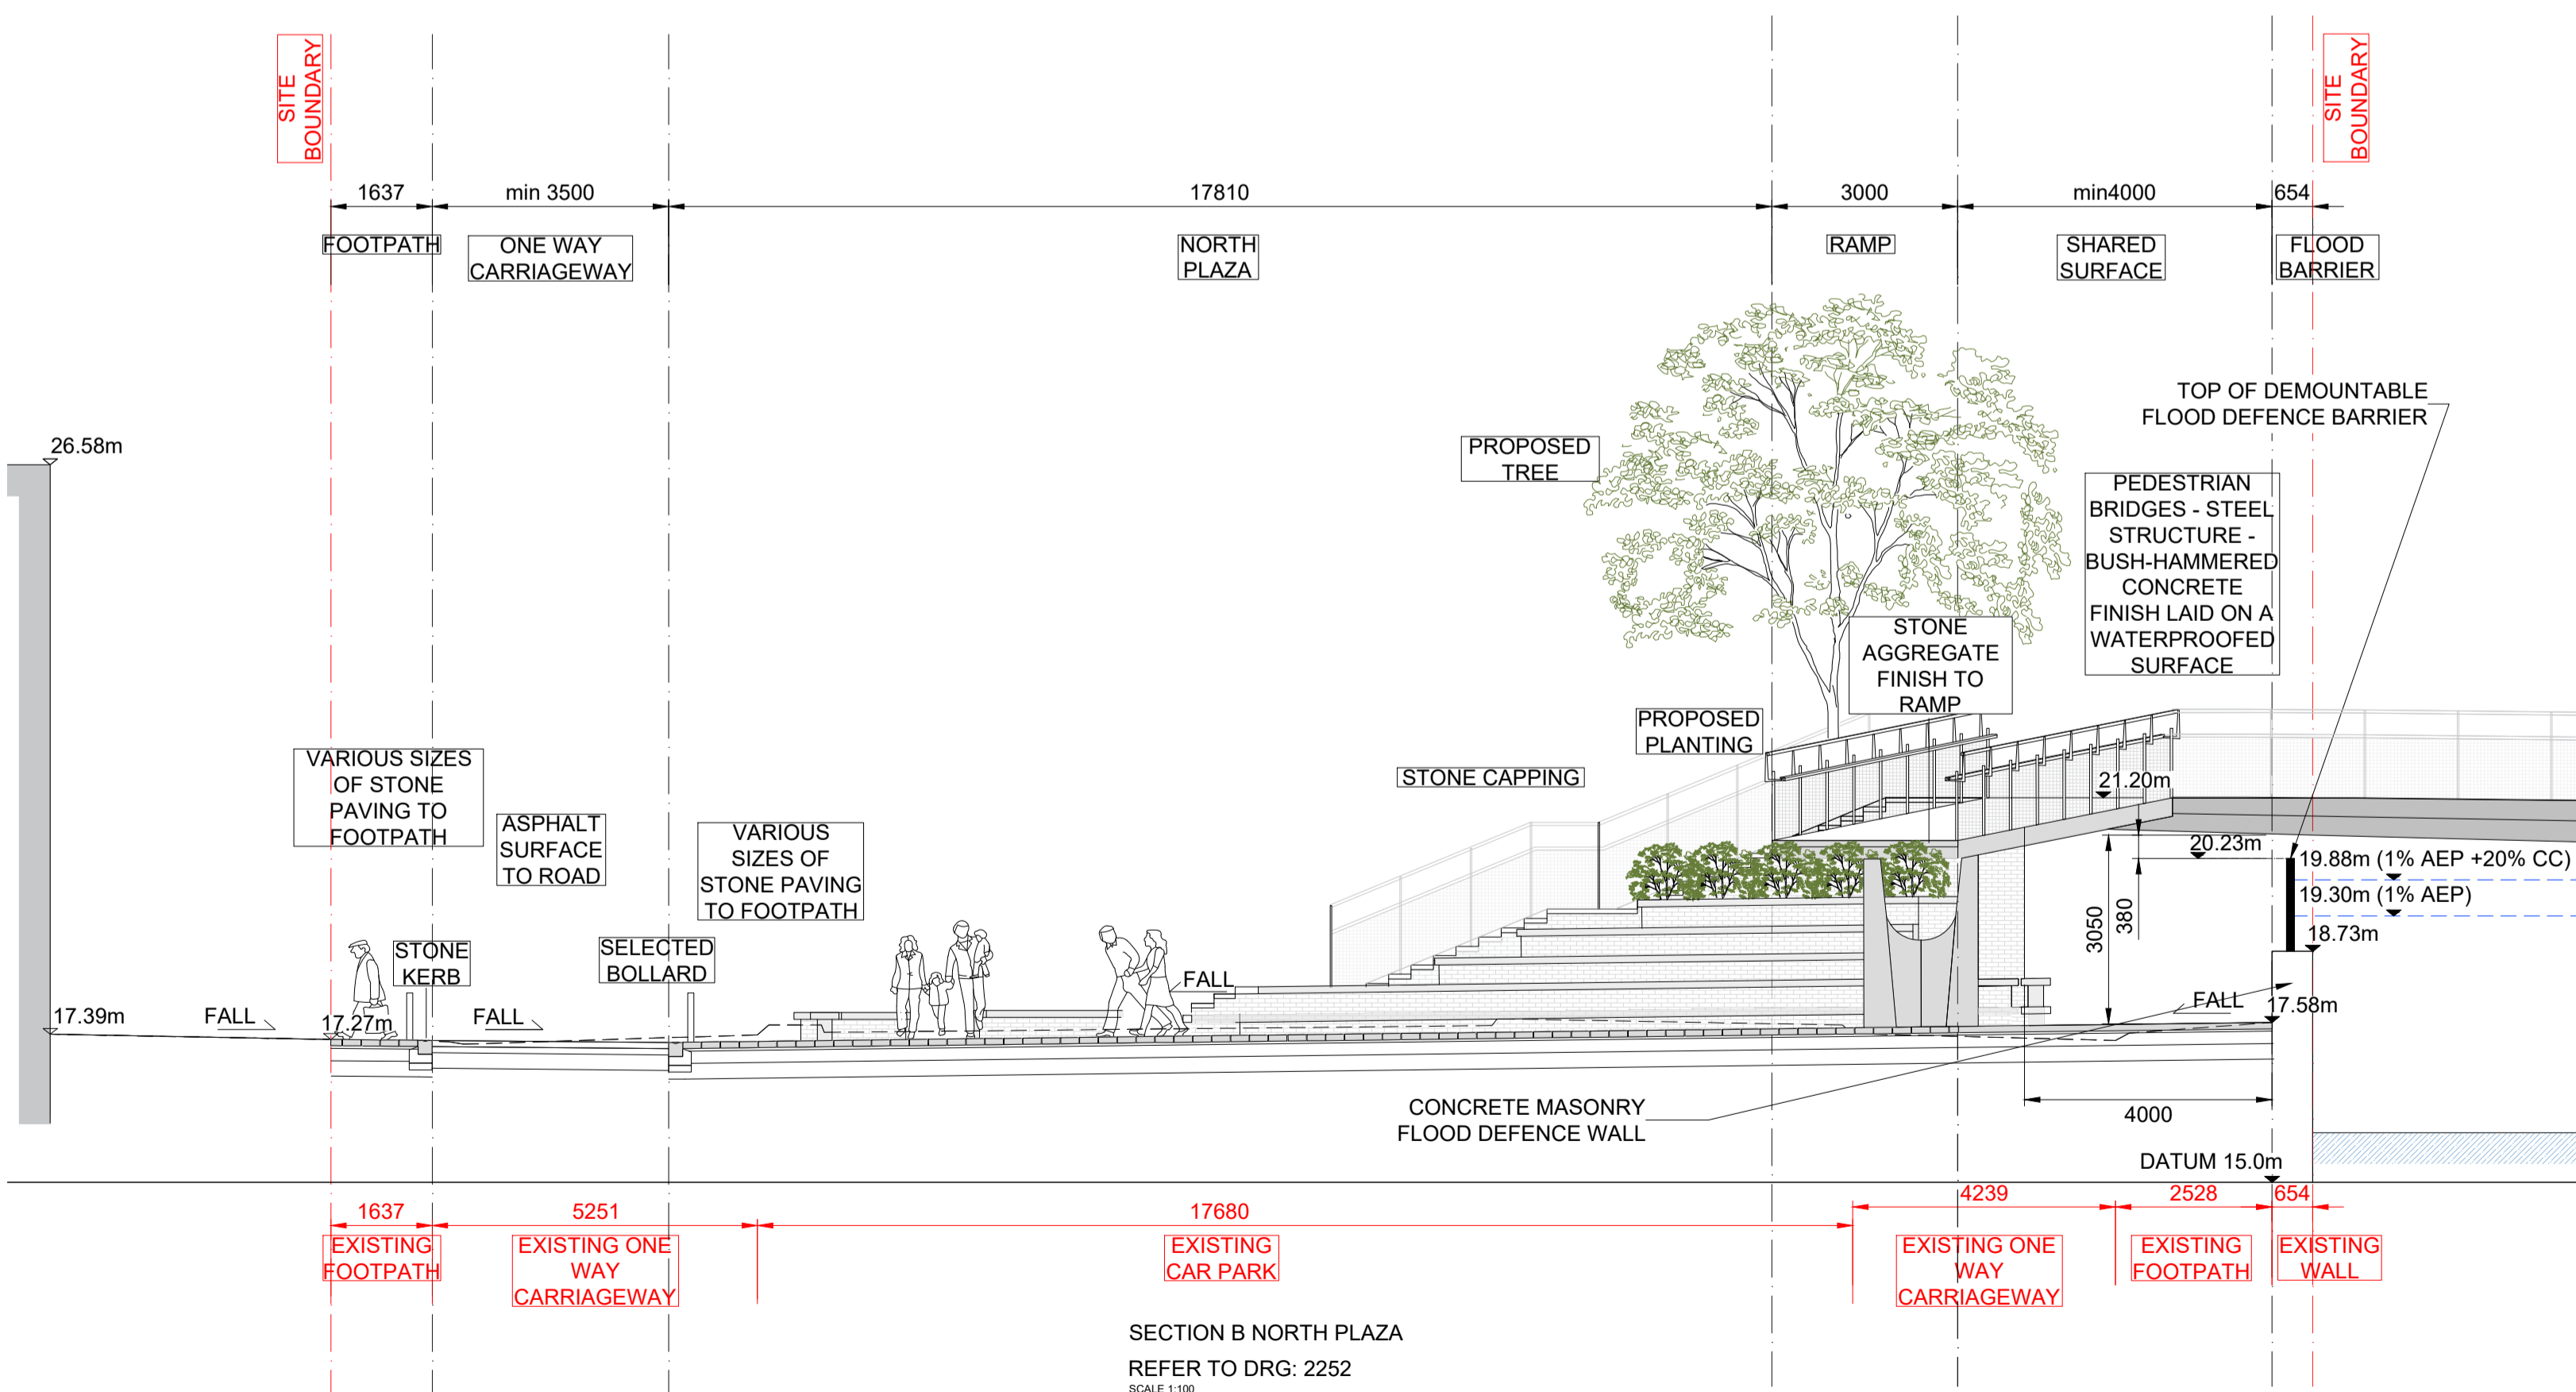 SITE
BOUNDARY
SITE
BOUNDARY
1637
min 3500
17810
3000
min4000
654
FOOTPATH
ONE WAY
CARRIAGEWAY
NORTH
PLAZA
RAMP
SHARED
SURFACE
FLOOD
BARRIER
TOP OF DEMOUNTABLE
FLOOD DEFENCE BARRIER
26.58m
PROPOSED
TREE
PEDESTRIAN
BRIDGES - STEEL
STRUCTURE -
BUSH-HAMMERED
CONCRETE
FINISH LAID ON A
WATERPROOFED
SURFACE
STONE
AGGREGATE
FINISH TO
RAMP
PROPOSED
PLANTING
STONE CAPPING
VARIOUS SIZES
OF STONE
PAVING TO
FOOTPATH
ASPHALT
SURFACE
TO ROAD
VARIOUS
SIZES OF
STONE PAVING
TO FOOTPATH
21.20m
20.23m
19.88m (1% AEP +20% CC)
19.30m (1% AEP)
18.73m
3050
380
STONE
KERB
SELECTED
BOLLARD
FALL
FALL
17.58m
17.39m
FALL
17.27m
FALL
CONCRETE MASONRY
FLOOD DEFENCE WALL
4000
DATUM 15.0m
1637
5251
17680
4239
2528
654
EXISTING
FOOTPATH
EXISTING ONE
WAY
CARRIAGEWAY
EXISTING
CAR PARK
EXISTING ONE
WAY
CARRIAGEWAY
EXISTING
FOOTPATH
EXISTING
WALL
SECTION B NORTH PLAZA
REFER TO DRG: 2252
SCALE 1:100